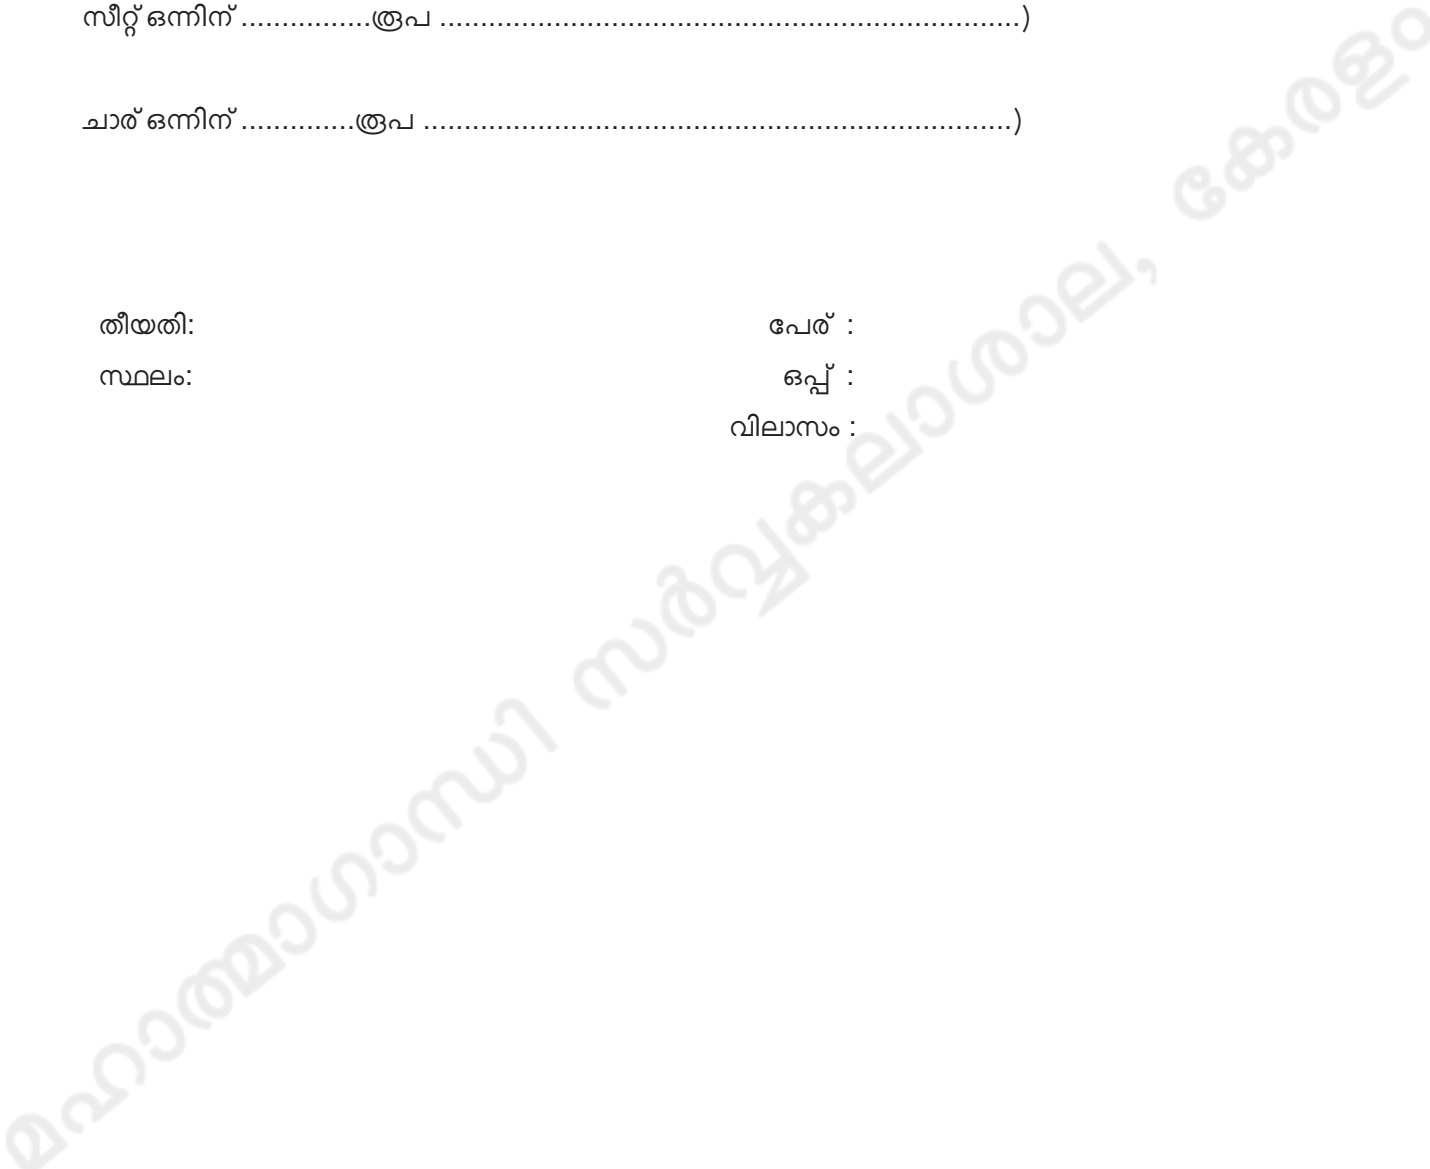 സീറ്റ് ഒന്നിന് ................രൂപ .......................................................................)
ചാര് ഒന്നിന് ..............രൂപ ........................................................................)
തീയതി: പേര് :
സ്ഥലം: ഒപ്പ് :
വിലാസം :
മഹാത്മാഗാന്ധി സർവ്വകലാശാല, കേരളം